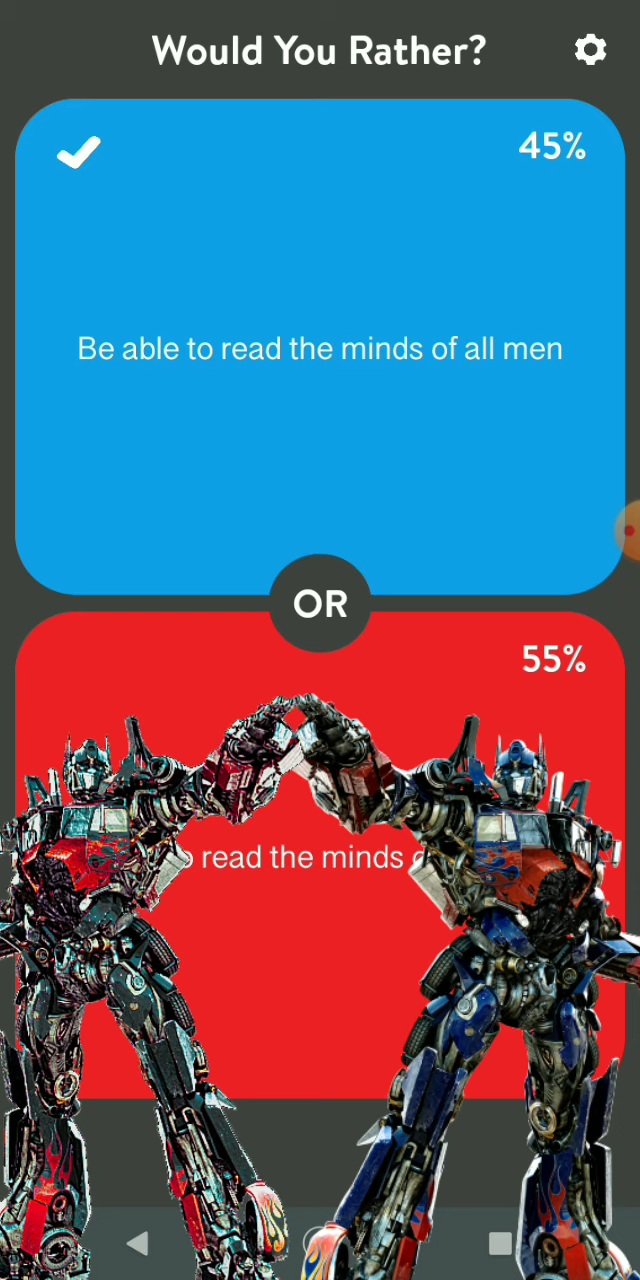 Would You Rather?
45%
Be able to read the minds of all men
OR
55%
read the minds